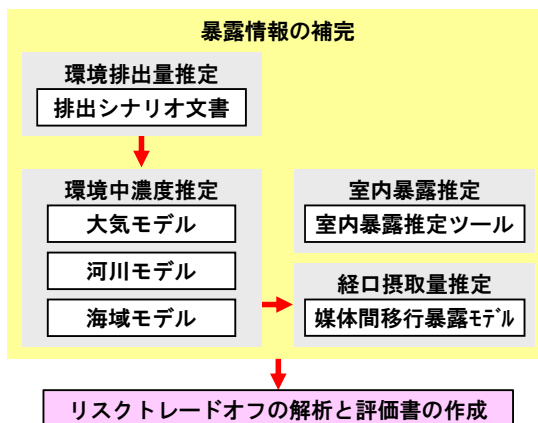 暴露情報の補完
環境排出量推定
排出シナリオ文書
環境中濃度推定
大気モデル
河川モデル
海域モデル
室内暴露推定
室内暴露推定ツール
経口摂取量推定
媒体間移行暴露ﾓﾃﾞﾙ
リスクトレードオフの解析と評価書の作成